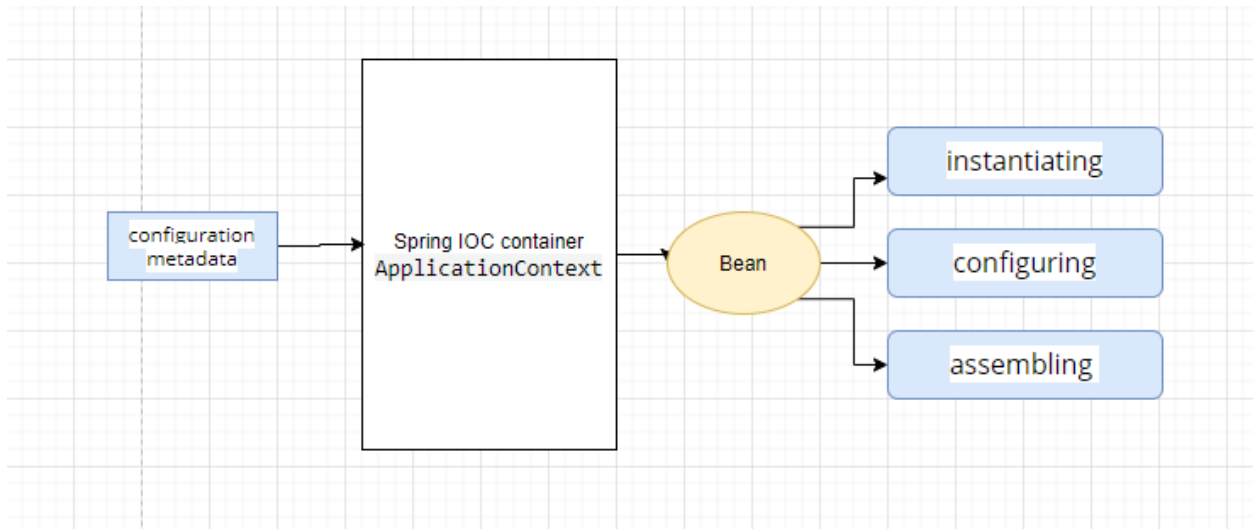 configuration
metadata
Spring IOC container
ApplicationContext
Bean
instantiating
configuring
assembling